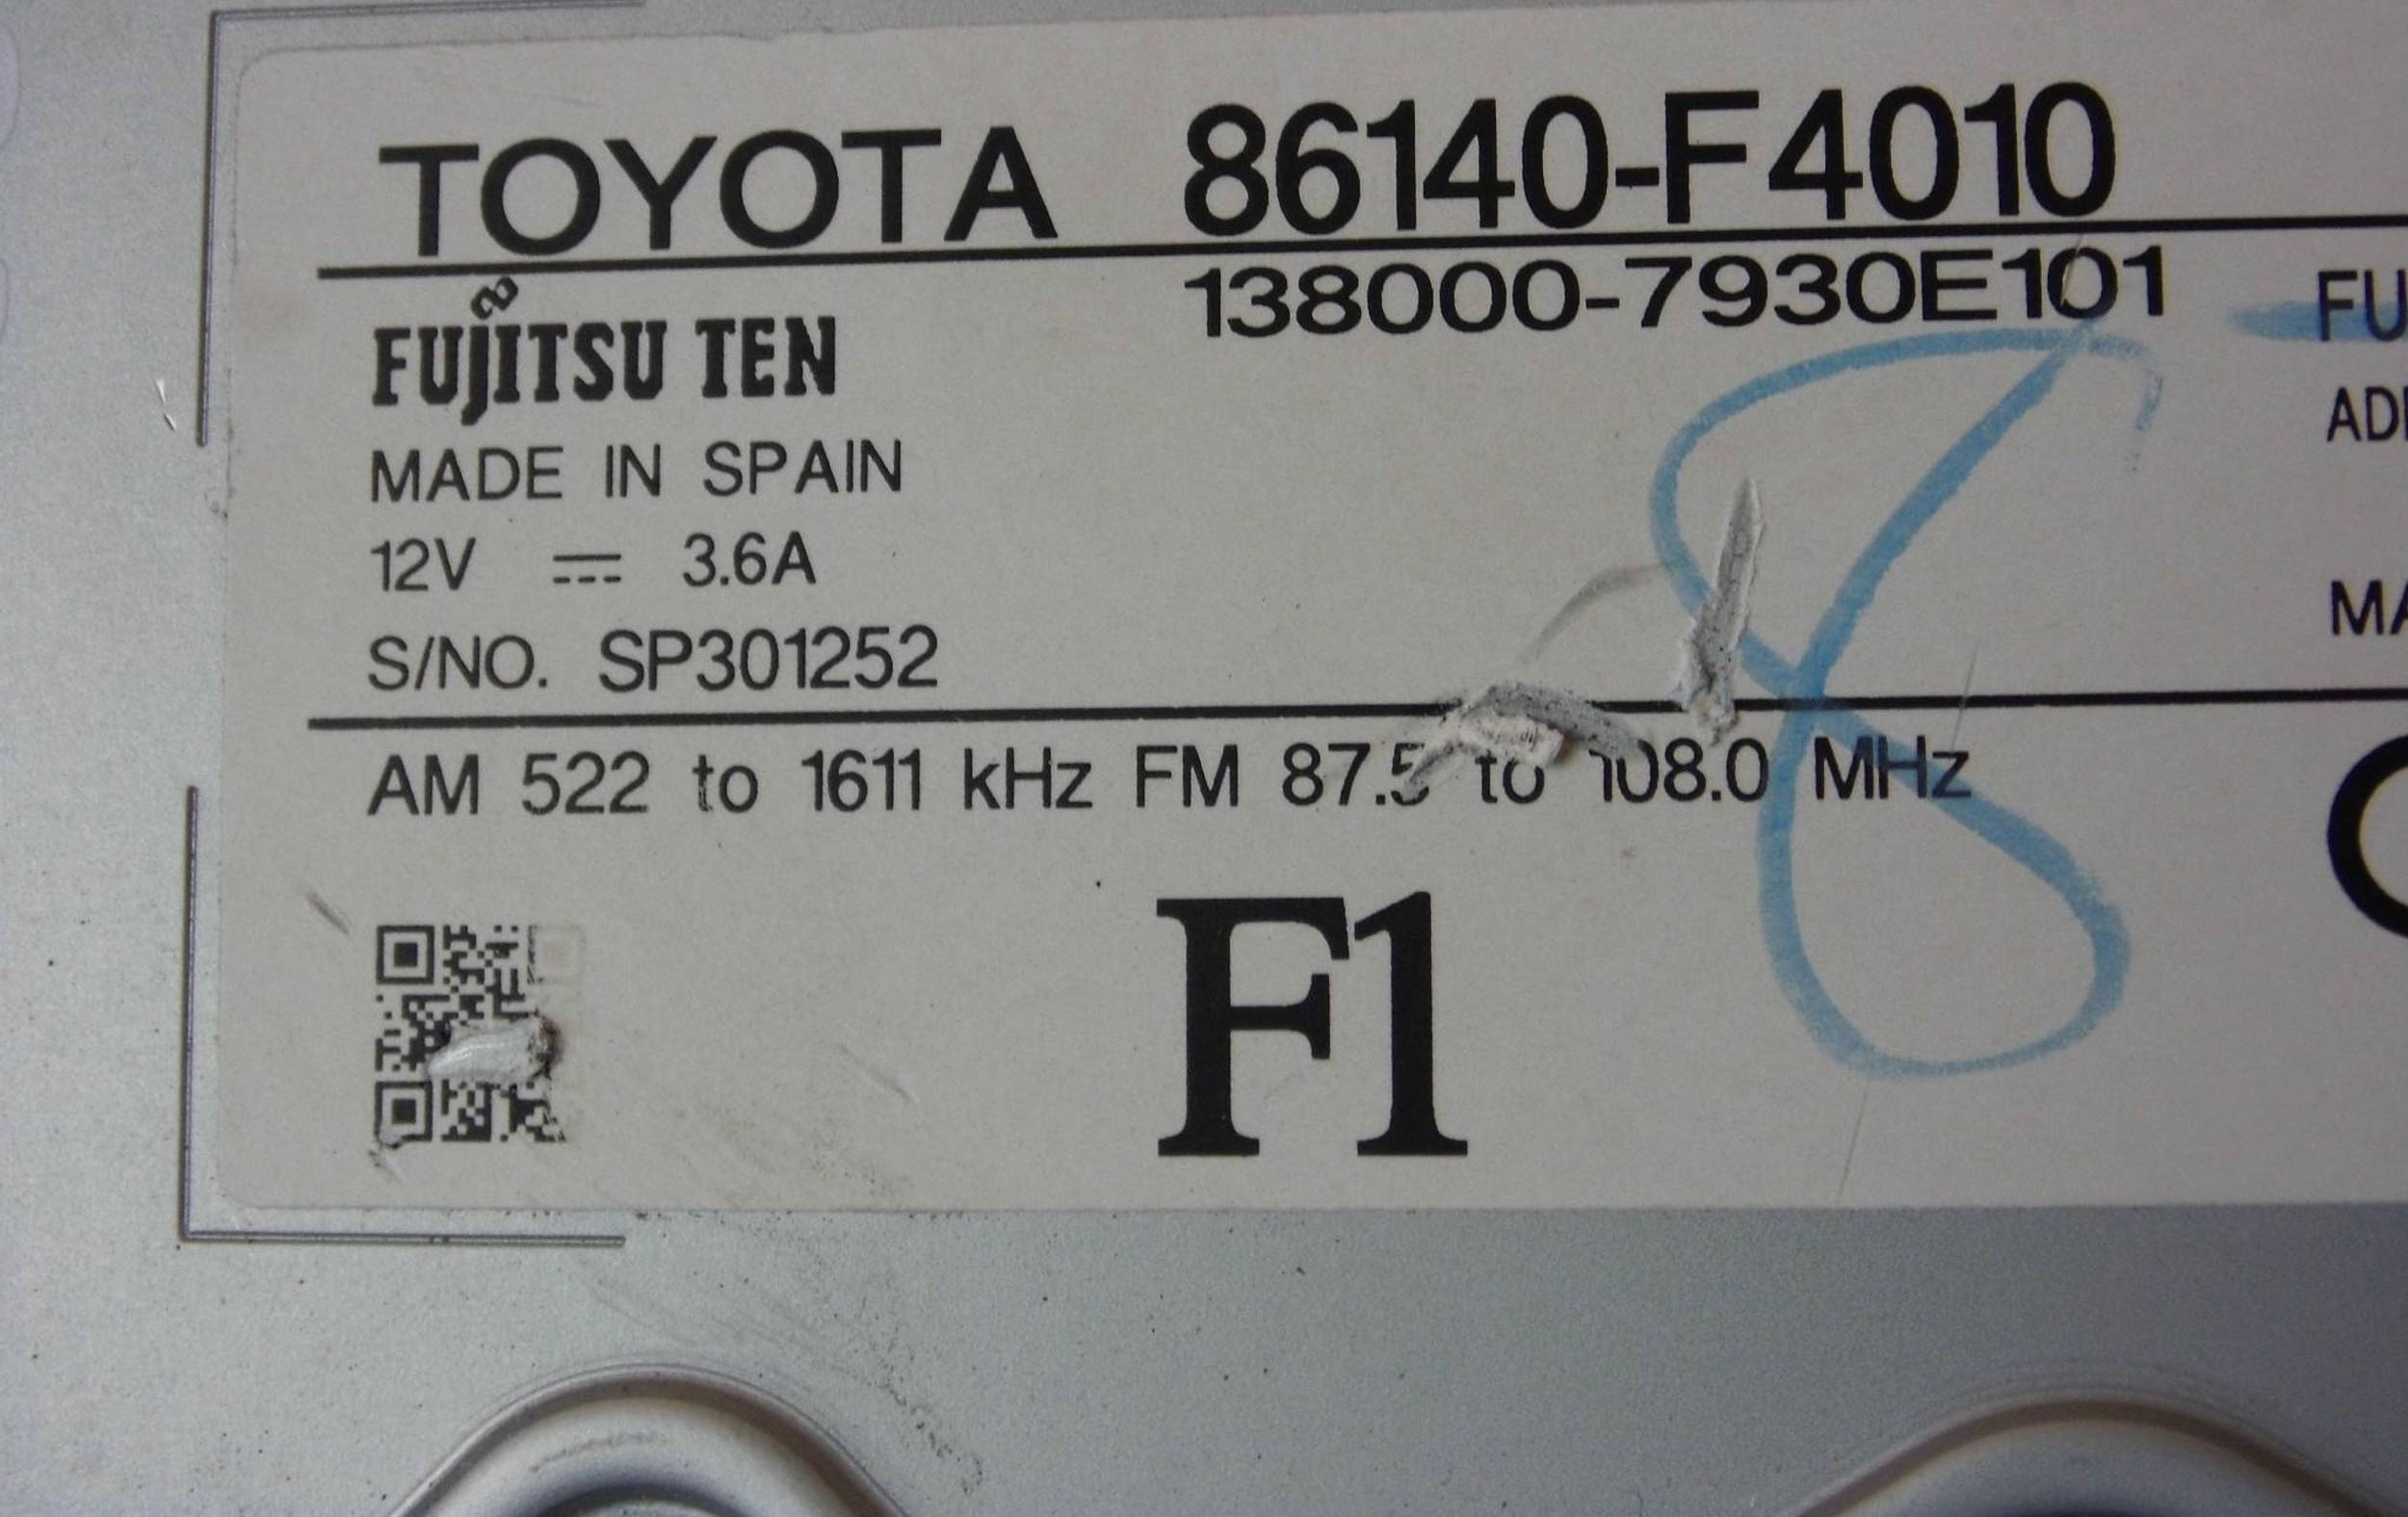 TOYOTA 86140-F4010
138000-7930E101
FUJITSU TEN
MADE IN SPAIN
12V ⎓ 3.6A
S/NO. SP301252
AM 522 to 1611 kHz FM 87.5 to 108.0 MHz
F1
8